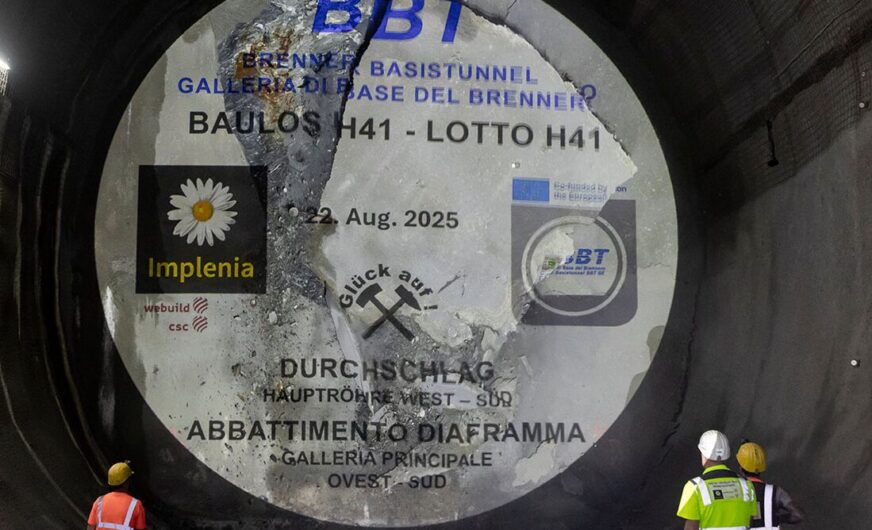 BBT
BRENNER BASISTUNNEL
GALLERIA DI BASE DEL BRENNERO
BAULOS H41 - LOTTO H41
22. Aug. 2025
Co-funded by
the European Union
Implenia
BBT
webuild
csc
Glück auf!
DURCHSCHLAG
HAUPTRÖHRE WEST – SÜD
ABBATTIMENTO DIAFRAMMA
GALLERIA PRINCIPALE
OVEST - SUD